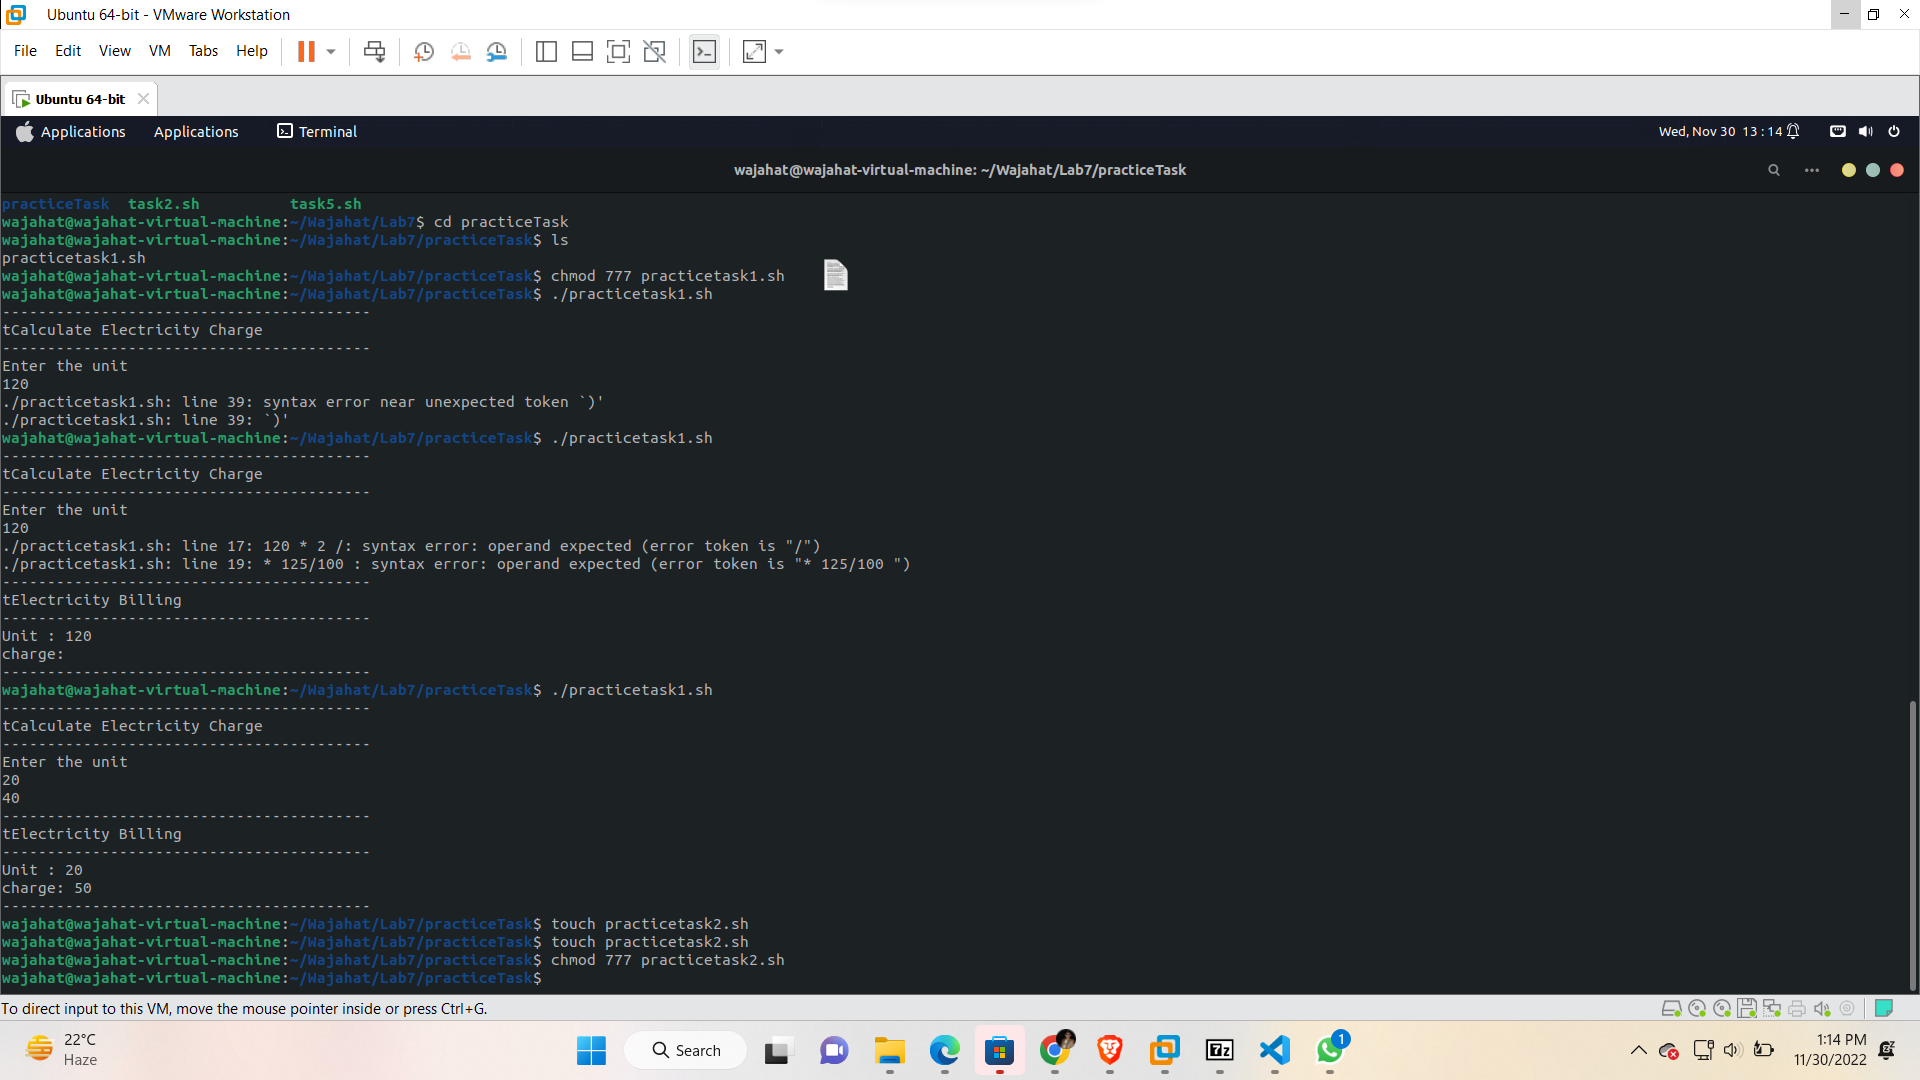 Ubuntu 64-bit - VMware Workstation
File Edit View VM Tabs Help
Ubuntu 64-bit
Applications Applications Terminal Wed, Nov 30 13:14
wajahat@wajahat-virtual-machine: ~/Wajahat/Lab7/practiceTask
practiceTask task2.sh task5.sh
wajahat@wajahat-virtual-machine:~/Wajahat/Lab7$ cd practiceTask
wajahat@wajahat-virtual-machine:~/Wajahat/Lab7/practiceTask$ ls
practicetask1.sh
wajahat@wajahat-virtual-machine:~/Wajahat/Lab7/practiceTask$ chmod 777 practicetask1.sh
wajahat@wajahat-virtual-machine:~/Wajahat/Lab7/practiceTask$ ./practicetask1.sh
-----------------------------------------
tCalculate Electricity Charge
-----------------------------------------
Enter the unit
120
./practicetask1.sh: line 39: syntax error near unexpected token `)'
./practicetask1.sh: line 39: `)'
wajahat@wajahat-virtual-machine:~/Wajahat/Lab7/practiceTask$ ./practicetask1.sh
-----------------------------------------
tCalculate Electricity Charge
-----------------------------------------
Enter the unit
120
./practicetask1.sh: line 17: 120 * 2 /: syntax error: operand expected (error token is "/")
./practicetask1.sh: line 19: * 125/100 : syntax error: operand expected (error token is "* 125/100 ")
-----------------------------------------
tElectricity Billing
-----------------------------------------
Unit : 120
charge:
-----------------------------------------
wajahat@wajahat-virtual-machine:~/Wajahat/Lab7/practiceTask$ ./practicetask1.sh
-----------------------------------------
tCalculate Electricity Charge
-----------------------------------------
Enter the unit
20
40
-----------------------------------------
tElectricity Billing
-----------------------------------------
Unit : 20
charge: 50
-----------------------------------------
wajahat@wajahat-virtual-machine:~/Wajahat/Lab7/practiceTask$ touch practicetask2.sh
wajahat@wajahat-virtual-machine:~/Wajahat/Lab7/practiceTask$ touch practicetask2.sh
wajahat@wajahat-virtual-machine:~/Wajahat/Lab7/practiceTask$ chmod 777 practicetask2.sh
wajahat@wajahat-virtual-machine:~/Wajahat/Lab7/practiceTask$
To direct input to this VM, move the mouse pointer inside or press Ctrl+G.
22°C
Haze
Search
7z
1
1:14 PM
11/30/2022